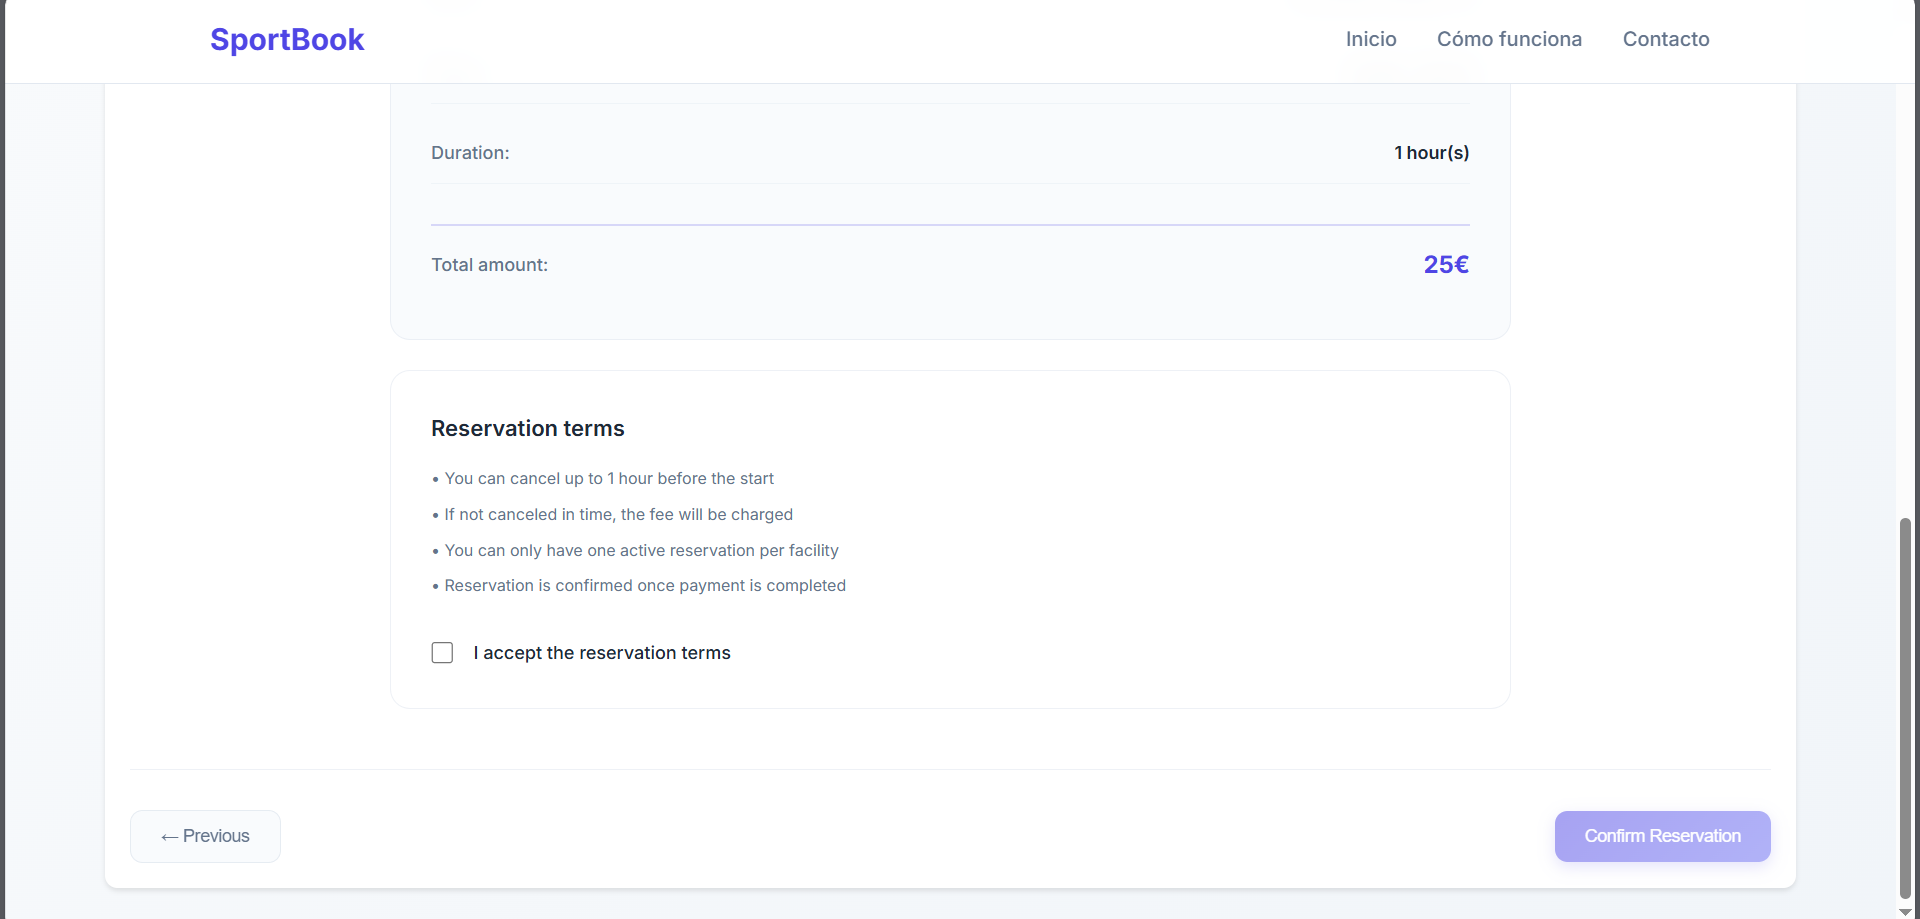 SportBook
Inicio
Cómo funciona
Contacto
Duration:
1 hour(s)
Total amount:
25€
Reservation terms
• You can cancel up to 1 hour before the start
• If not canceled in time, the fee will be charged
• You can only have one active reservation per facility
• Reservation is confirmed once payment is completed
I accept the reservation terms
← Previous
Confirm Reservation